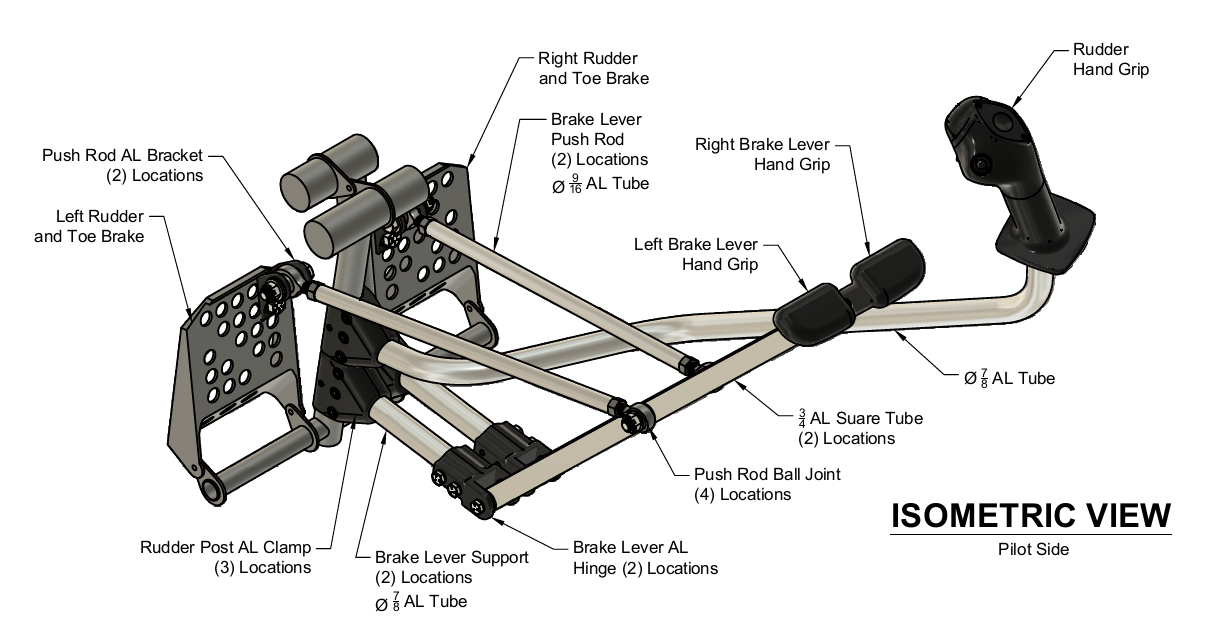 Rudder
Hand Grip
Right Rudder
and Toe Brake
Brake Lever
Push Rod
(2) Locations
Ø 9/16 AL Tube
Right Brake Lever
Hand Grip
Push Rod AL Bracket
(2) Locations
Left Rudder
and Toe Brake
Left Brake Lever
Hand Grip
Ø 7/8 AL Tube
3/4 AL Suare Tube
(2) Locations
Push Rod Ball Joint
(4) Locations
ISOMETRIC VIEW
Pilot Side
Rudder Post AL Clamp
(3) Locations
Brake Lever Support
(2) Locations
Ø 7/8 AL Tube
Brake Lever AL
Hinge (2) Locations